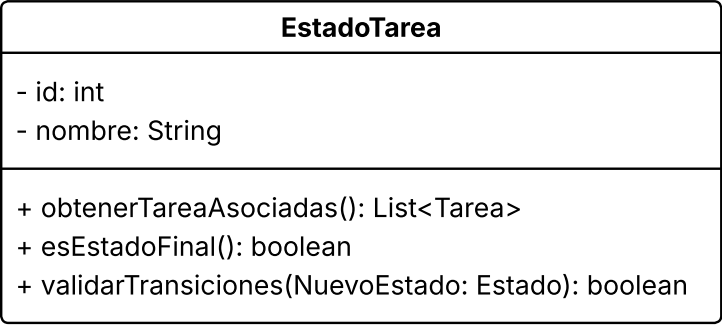 EstadoTarea
- id: int
- nombre: String
+ obtenerTareaAsociadas(): List<Tarea>
+ esEstadoFinal(): boolean
+ validarTransiciones(NuevoEstado: Estado): boolean